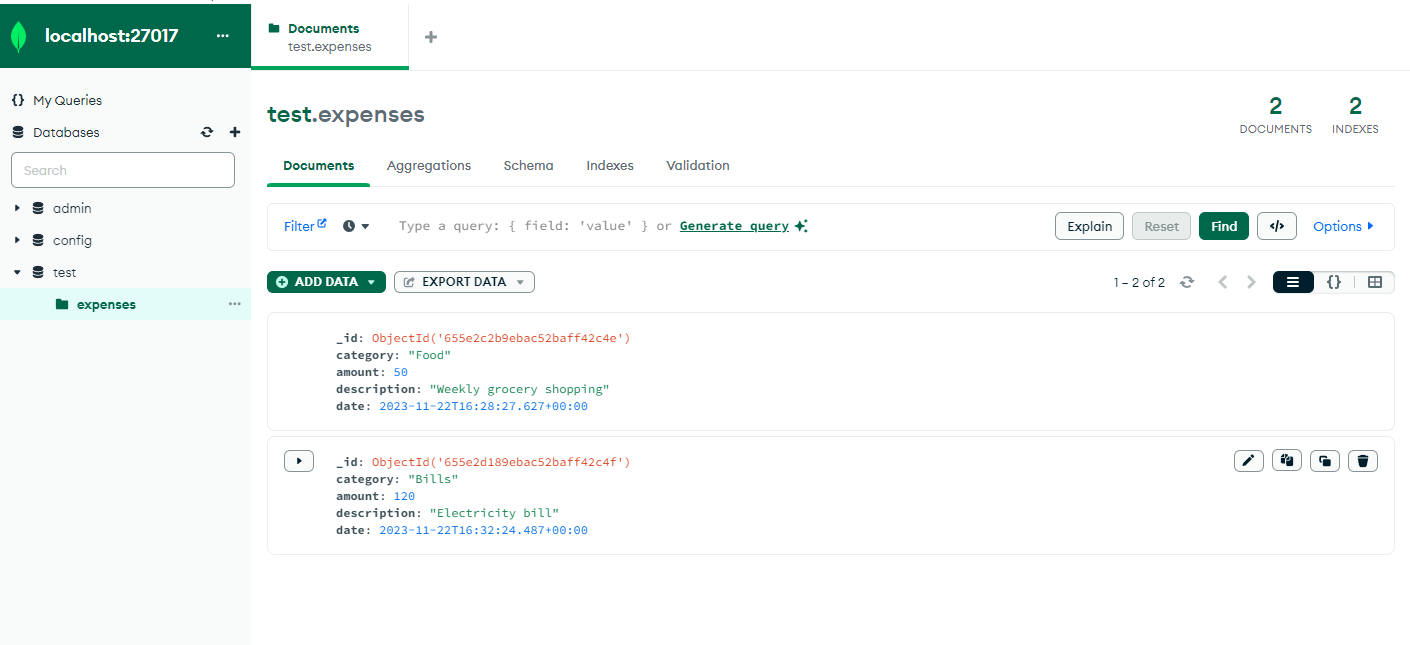 localhost:27017
Documents
test.expenses
My Queries
Databases
Search
admin
config
test
expenses
test.expenses
2
DOCUMENTS
2
INDEXES
Documents Aggregations Schema Indexes Validation
Filter Type a query: { field: 'value' } or Generate query Explain Reset Find </> Options
ADD DATA EXPORT DATA 1 – 2 of 2 {}
_id: ObjectId('655e2c2b9ebac52baff42c4e')
category: "Food"
amount: 50
description: "Weekly grocery shopping"
date: 2023-11-22T16:28:27.627+00:00
_id: ObjectId('655e2d189ebac52baff42c4f')
category: "Bills"
amount: 120
description: "Electricity bill"
date: 2023-11-22T16:32:24.487+00:00